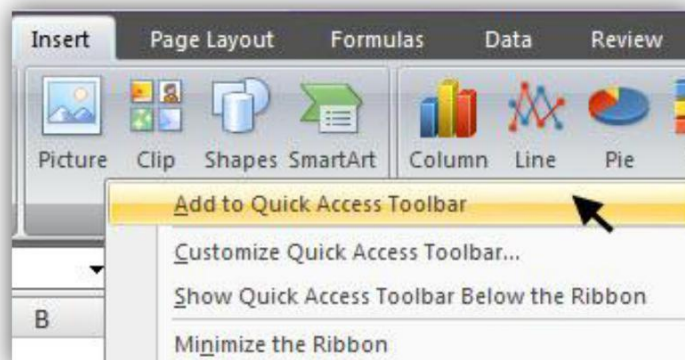 Insert Page Layout Formulas Data Review
Picture Clip Shapes SmartArt Column Line Pie
Add to Quick Access Toolbar
Customize Quick Access Toolbar...
Show Quick Access Toolbar Below the Ribbon
B
Minimize the Ribbon